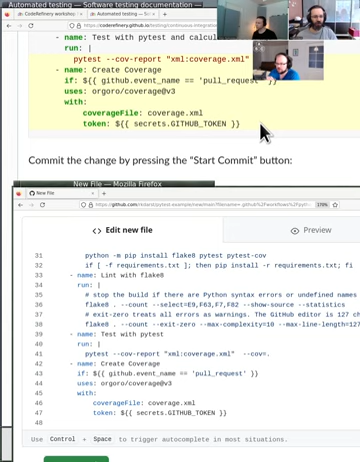 Automated testing — Software testing documentation —
CodeRefinery workshop
Automated testing — So
https://coderefinery.github.io/
- name: Test with pytest and calcul
run: |
pytest --cov-report "xml:coverage.xml"
- name: Create Coverage
if: ${{ github.event_name == 'pull_request' }}
uses: orgoro/coverage@v3
with:
coverageFile: coverage.xml
token: ${{ secrets.GITHUB_TOKEN }}
Commit the change by pressing the “Start Commit” button:
New File — Mozilla Firefox
New File
170%
Edit new file
Preview
31 python -m pip install flake8 pytest pytest-cov
32 if [ -f requirements.txt ]; then pip install -r requirements.txt; fi
33 - name: Lint with flake8
34 run: |
35 # stop the build if there are Python syntax errors or undefined names
36 flake8 . --count --select=E9,F63,F7,F82 --show-source --statistics
37 # exit-zero treats all errors as warnings. The GitHub editor is 127 ch
38 flake8 . --count --exit-zero --max-complexity=10 --max-line-length=127
39 - name: Test with pytest
40 run: |
41 pytest --cov-report "xml:coverage.xml" --cov=.
42 - name: Create Coverage
43 if: ${{ github.event_name == 'pull_request' }}
44 uses: orgoro/coverage@v3
45 with:
46 coverageFile: coverage.xml
47 token: ${{ secrets.GITHUB_TOKEN }}
48
Use Control + Space to trigger autocomplete in most situations.